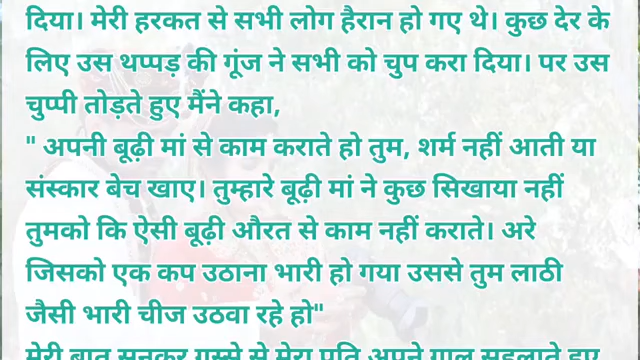 दिया। मेरी हरकत से सभी लोग हैरान हो गए थे। कुछ देर के
लिए उस थप्पड़ की गूंज ने सभी को चुप करा दिया। पर उस
चुप्पी तोड़ते हुए मैंने कहा,
" अपनी बूढ़ी मां से काम कराते हो तुम, शर्म नहीं आती या
संस्कार बेच खाए। तुम्हारे बूढ़ी मां ने कुछ सिखाया नहीं
तुमको कि ऐसी बूढ़ी औरत से काम नहीं कराते। अरे
जिसको एक कप उठाना भारी हो गया उससे तुम लाठी
जैसी भारी चीज उठवा रहे हो"
मेरी बात सुनकर गुस्से से मेरा पति अपने गाल सहलाते हुए